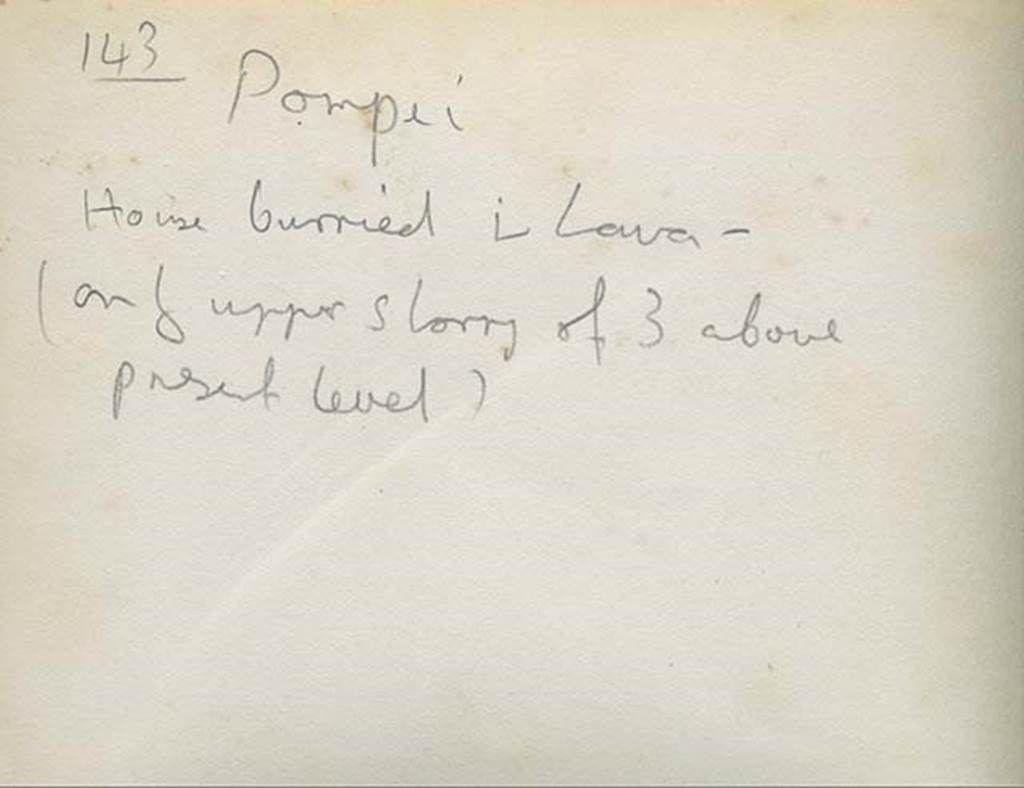 143
Pompei
House burried in Lava -
(only upper storry of 3 above
present level)